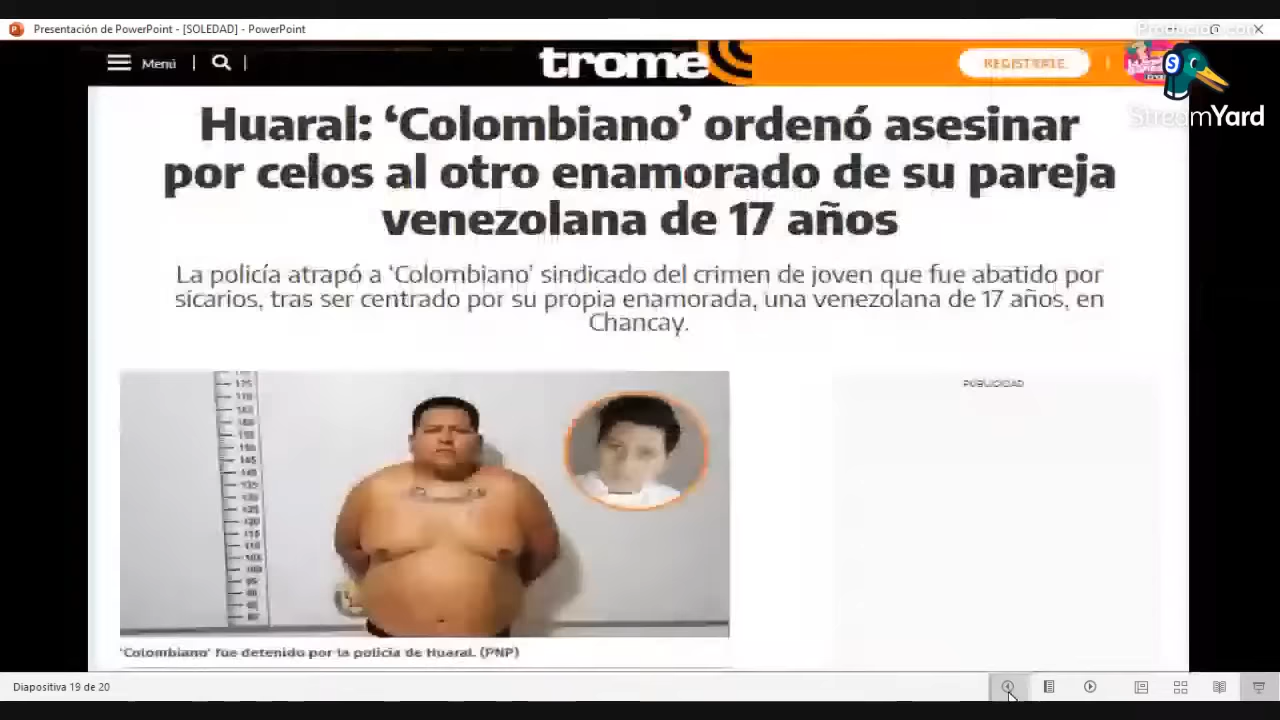 Presentación de PowerPoint - [SOLEDAD] - PowerPoint
Menú
trome
REGÍSTRATE
StreamYard
Huaral: ‘Colombiano’ ordenó asesinar
por celos al otro enamorado de su pareja
venezolana de 17 años
La policía atrapó a ‘Colombiano’ sindicado del crimen de joven que fue abatido por
sicarios, tras ser centrado por su propia enamorada, una venezolana de 17 años, en
Chancay.
PUBLICIDAD
‘Colombiano’ fue detenido por la policía de Huaral. (PNP)
Diapositiva 19 de 20